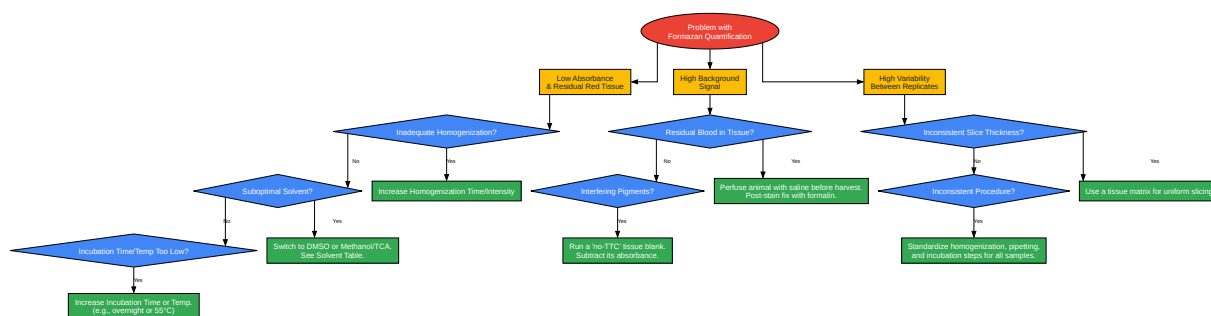 Problem with
Formazan Quantification
Low Absorbance
& Residual Red Tissue
High Background
Signal
High Variability
Between Replicates
Inadequate Homogenization?
Residual Blood in Tissue?
Inconsistent Slice Thickness?
No
Yes
No
Yes
No
Yes
Suboptimal Solvent?
Increase Homogenization Time/Intensity
Interfering Pigments?
Perfuse animal with saline before harvest.
Post-stain fix with formalin.
Inconsistent Procedure?
Use a tissue matrix for uniform slicing
No
Yes
Yes
Yes
Incubation Time/Temp Too Low?
Switch to DMSO or Methanol/TCA.
See Solvent Table.
Run a 'no-TTC' tissue blank.
Subtract its absorbance.
Standardize homogenization, pipetting,
and incubation steps for all samples.
Yes
Increase Incubation Time or Temp.
(e.g., overnight or 55°C)